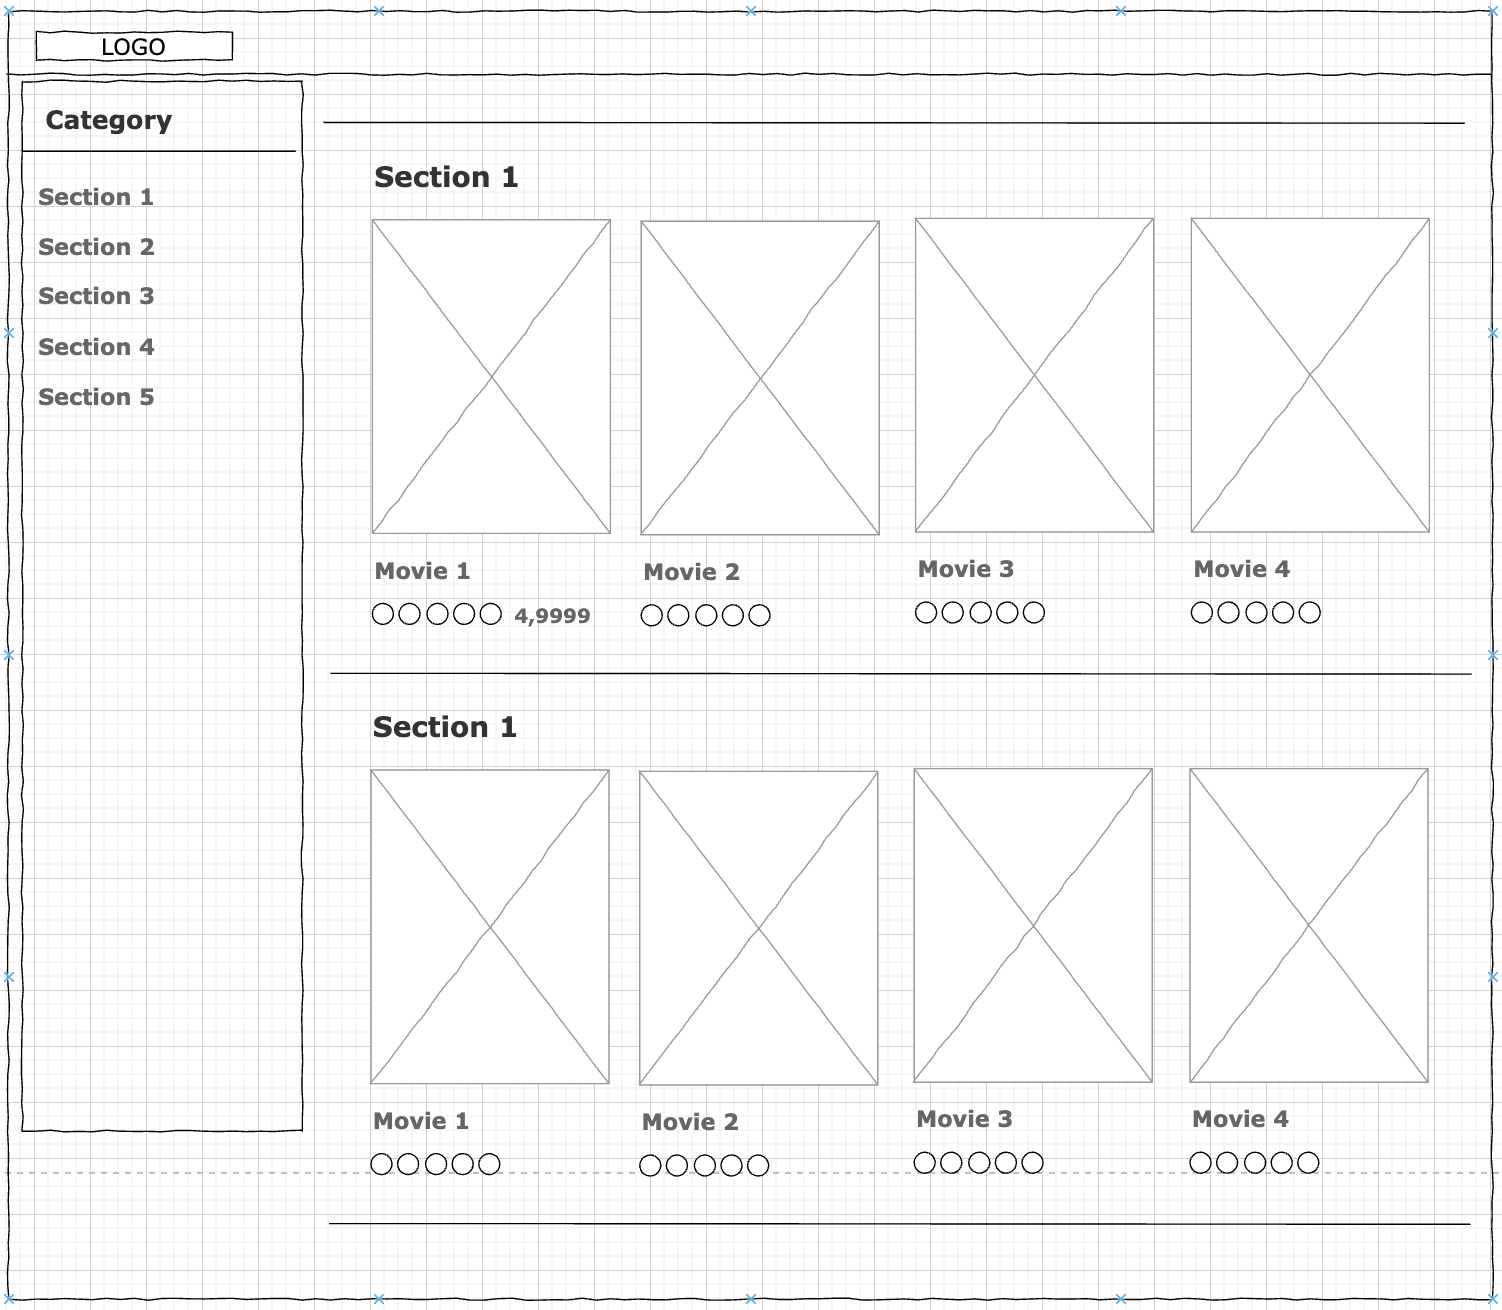 LOGO
Category
Section 1
Section 2
Section 3
Section 4
Section 5
Section 1
Movie 1
4,9999
Movie 2
Movie 3
Movie 4
Section 1
Movie 1
Movie 2
Movie 3
Movie 4